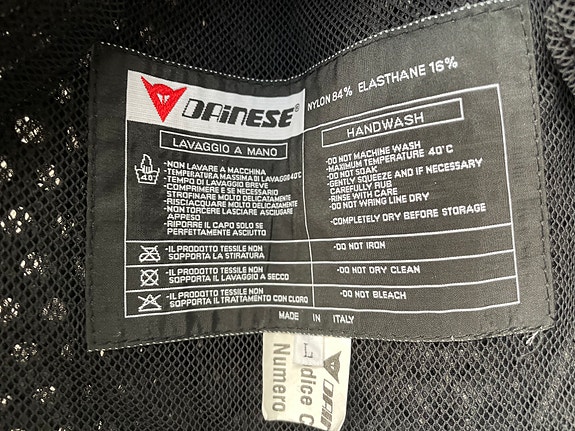 DAINESE®
NYLON 84% ELASTHANE 16%
LAVAGGIO A MANO
-NON LAVARE A MACCHINA
-TEMPERATURA MASSIMA DI LAVAGGIO 40°C
-TEMPO DI LAVAGGIO BREVE
-COMPRIMERE E SE NECESSARIO
STROFINARE MOLTO DELICATAMENTE
-RISCIACQUARE MOLTO DELICATAMENTE
-NON TORCERE LASCIARE ASCIUGARE
APPESO
-RIPORRE IL CAPO SOLO SE
PERFETTAMENTE ASCIUTTO
HANDWASH
-DO NOT MACHINE WASH
-MAXIMUM TEMPERATURE 40°C
-DO NOT SOAK
-GENTLY SQUEEZE AND IF NECESSARY
CAREFULLY RUB
-RINSE WITH CARE
-DO NOT WRING LINE DRY
-COMPLETELY DRY BEFORE STORAGE
-IL PRODOTTO TESSILE NON
SOPPORTA LA STIRATURA
-DO NOT IRON
-IL PRODOTTO TESSILE NON
SOPPORTA IL LAVAGGIO A SECCO
-DO NOT DRY CLEAN
-IL PRODOTTO TESSILE NON
SOPPORTA IL TRATTAMENTO CON CLORO
-DO NOT BLEACH
MADE IN ITALY
Numero